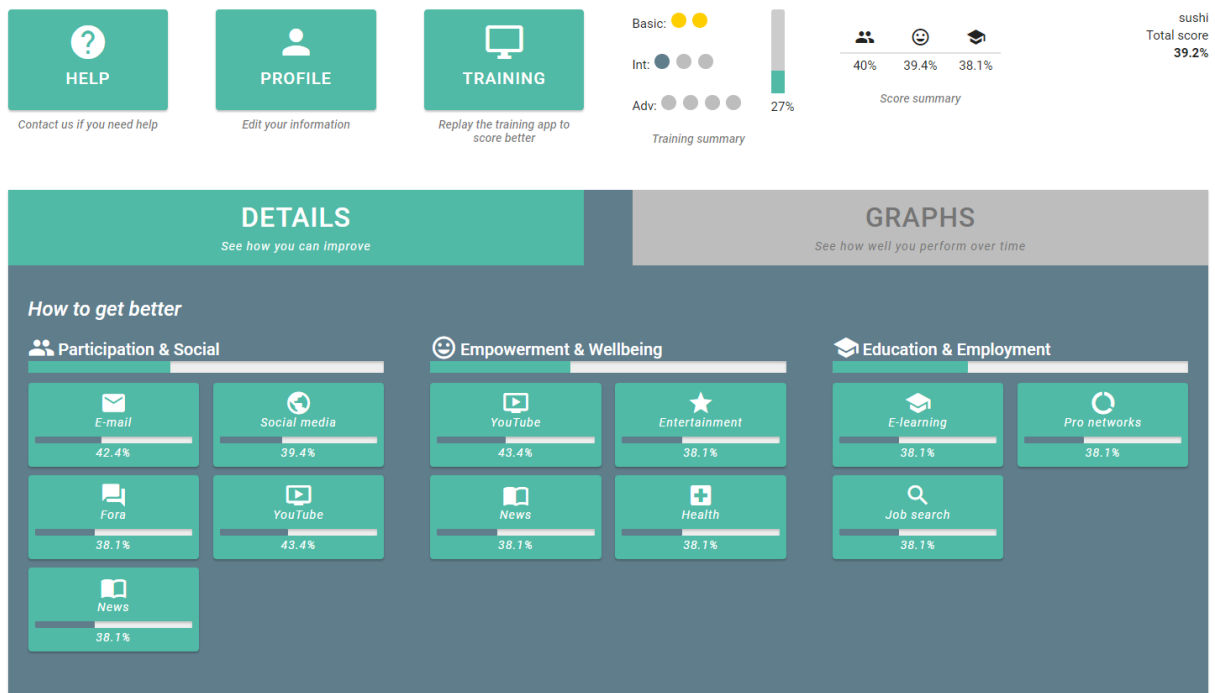 HELP
Contact us if you need help
PROFILE
Edit your information
TRAINING
Replay the training app to
score better
Basic:
Int:
Adv:
27%
Training summary
40% 39.4% 38.1%
Score summary
sushi
Total score
39.2%
DETAILS
See how you can improve
GRAPHS
See how well you perform over time
How to get better
Participation & Social
E-mail
42.4%
Social media
39.4%
Fora
38.1%
YouTube
43.4%
News
38.1%
Empowerment & Wellbeing
YouTube
43.4%
Entertainment
38.1%
News
38.1%
Health
38.1%
Education & Employment
E-learning
38.1%
Pro networks
38.1%
Job search
38.1%